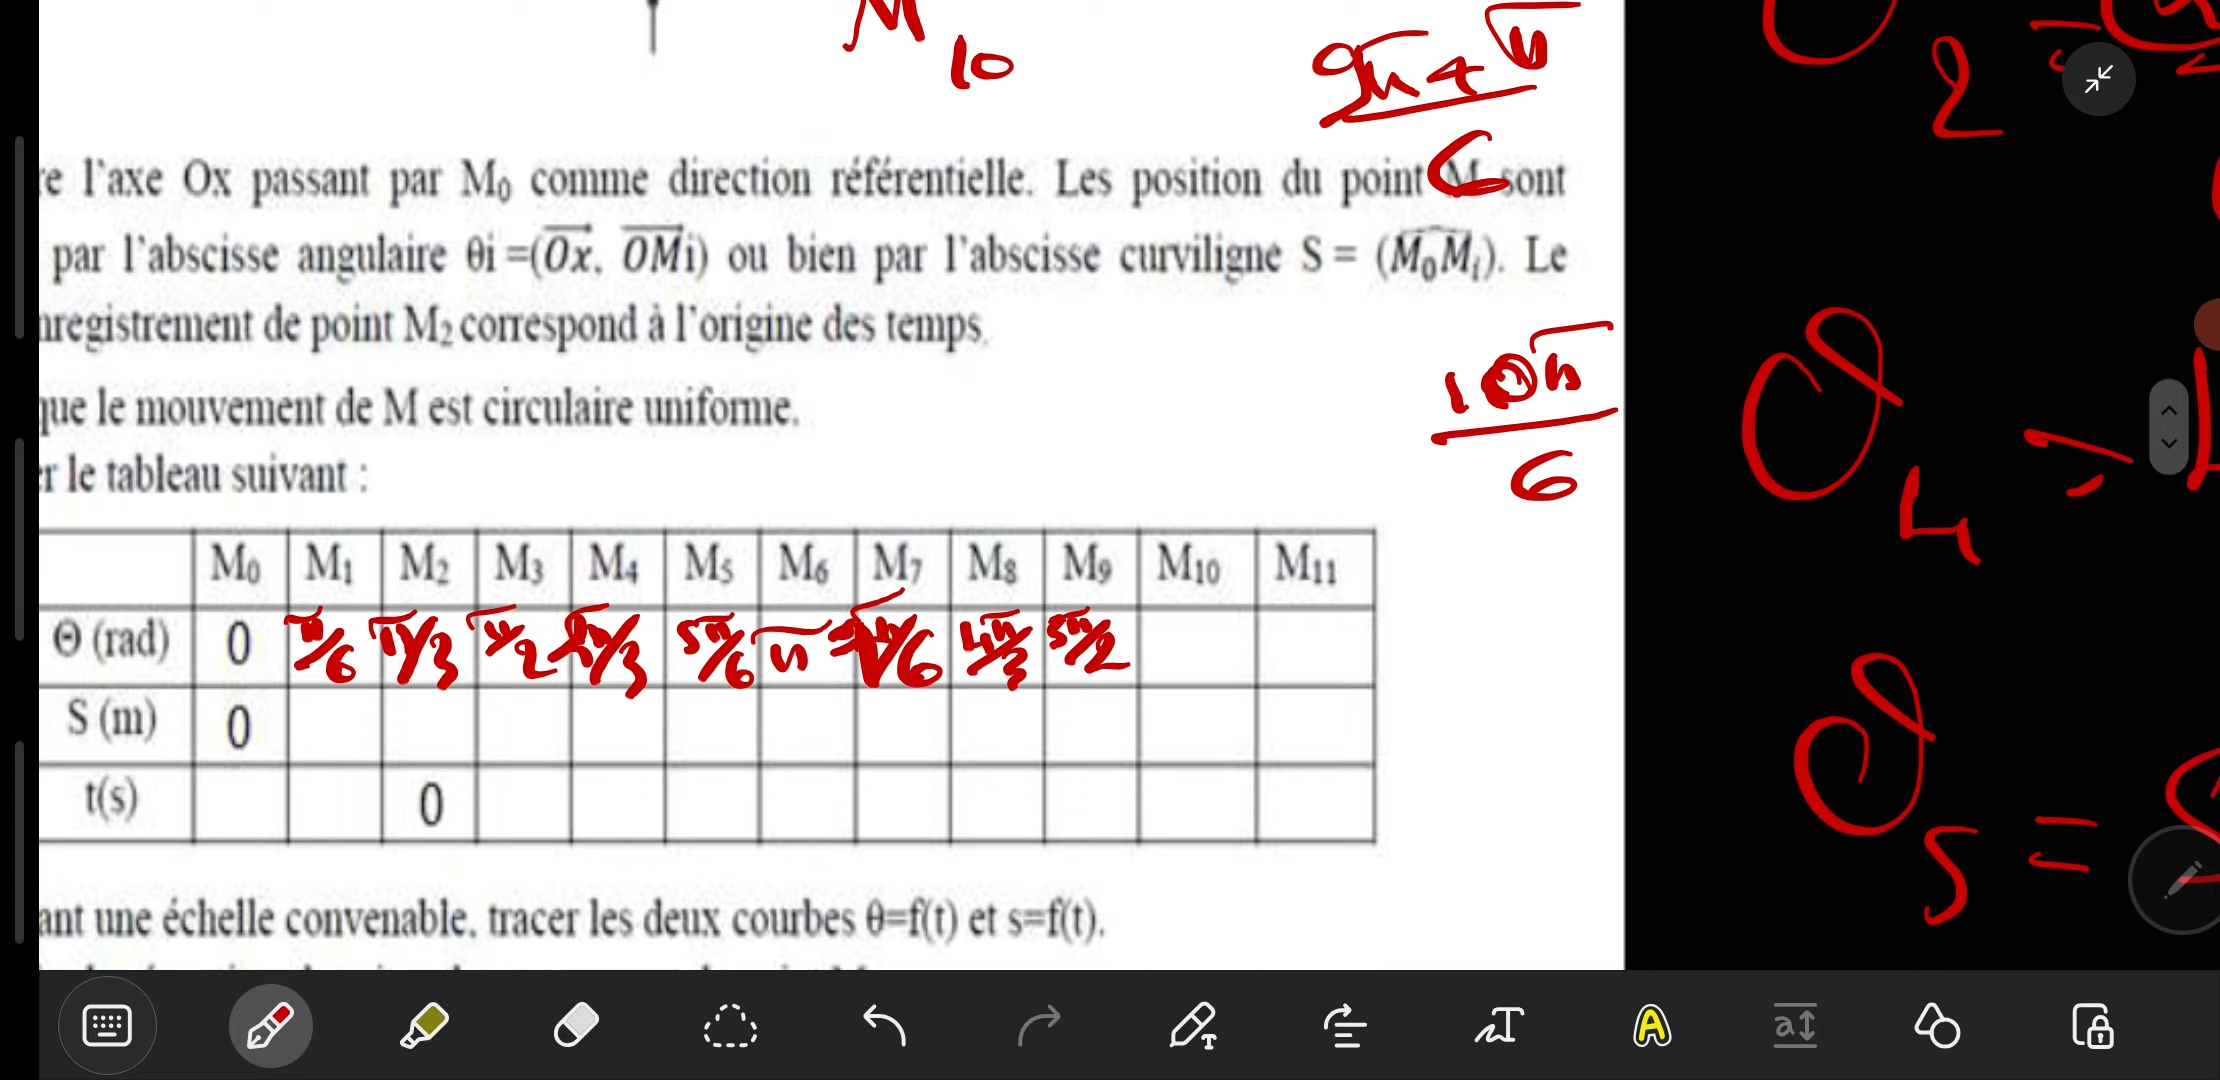 M10
9π+π
6
re l'axe Ox passant par M0 comme direction référentielle. Les position du point M sont
par l'abscisse angulaire θi =(Ox, OMi) ou bien par l'abscisse curviligne S = (M0Mi). Le
nregistrement de point M2 correspond à l'origine des temps.
que le mouvement de M est circulaire uniforme.
10π
6
er le tableau suivant :
M0 M1 M2 M3 M4 M5 M6 M7 M8 M9 M10 M11
Θ (rad) 0 π/6 π/3 π/2 2π/3 5π/6 π 7π/6 4π/3 3π/2
S (m) 0
t(s) 0
ant une échelle convenable, tracer les deux courbes θ=f(t) et s=f(t).
θ2 =
θ4 =
θ5 =